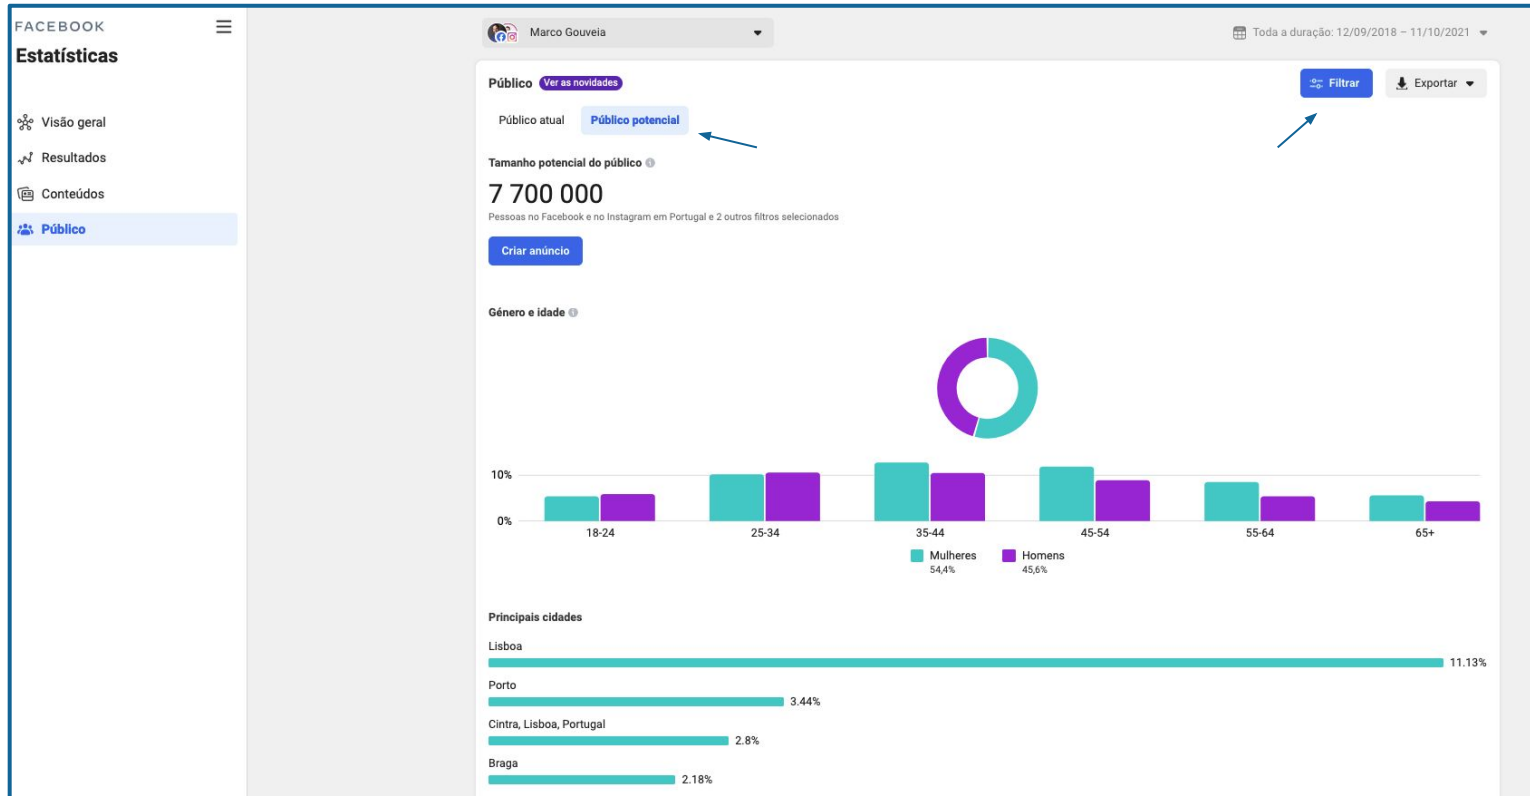 FACEBOOK
Estatísticas
Visão geral
Resultados
Conteúdos
Público
Marco Gouveia
Toda a duração: 12/09/2018 – 11/10/2021
Público Ver as novidades
Filtrar
Exportar
Público atual Público potencial
Tamanho potencial do público
7 700 000
Pessoas no Facebook e no Instagram em Portugal e 2 outros filtros selecionados
Criar anúncio
Género e idade
10%
0%
18-24 25-34 35-44 45-54 55-64 65+
Mulheres Homens
54,4% 45,6%
Principais cidades
Lisboa
11.13%
Porto
3.44%
Cintra, Lisboa, Portugal
2.8%
Braga
2.18%